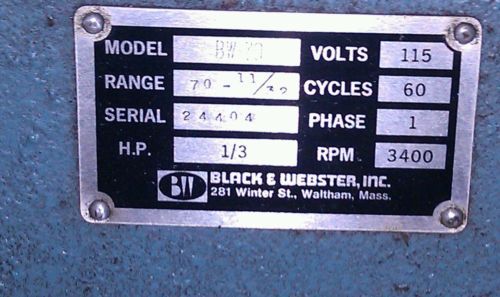 MODEL BW-70 VOLTS 115
RANGE 70 - 11/32 CYCLES 60
SERIAL 24404 PHASE 1
H.P. 1/3 RPM 3400
BW BLACK & WEBSTER, INC.
281 Winter St., Waltham, Mass.